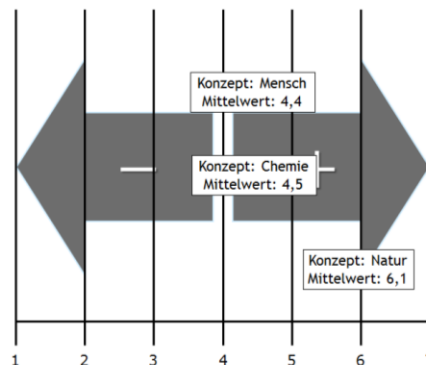 Konzept: Mensch
Mittelwert: 4,4
Konzept: Chemie
Mittelwert: 4,5
Konzept: Natur
Mittelwert: 6,1
1 2 3 4 5 6